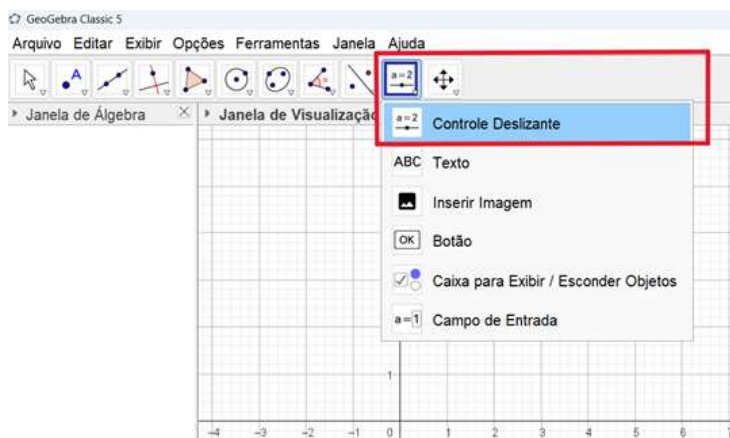 GeoGebra Classic 5
Arquivo Editar Exibir Opções Ferramentas Janela Ajuda
A
a=2
Janela de Álgebra
Janela de Visualização
a=2 Controle Deslizante
ABC Texto
Inserir Imagem
OK Botão
Caixa para Exibir / Esconder Objetos
a=1 Campo de Entrada
1
-4 -3 -2 -1 0 1 2 3 4 5 6